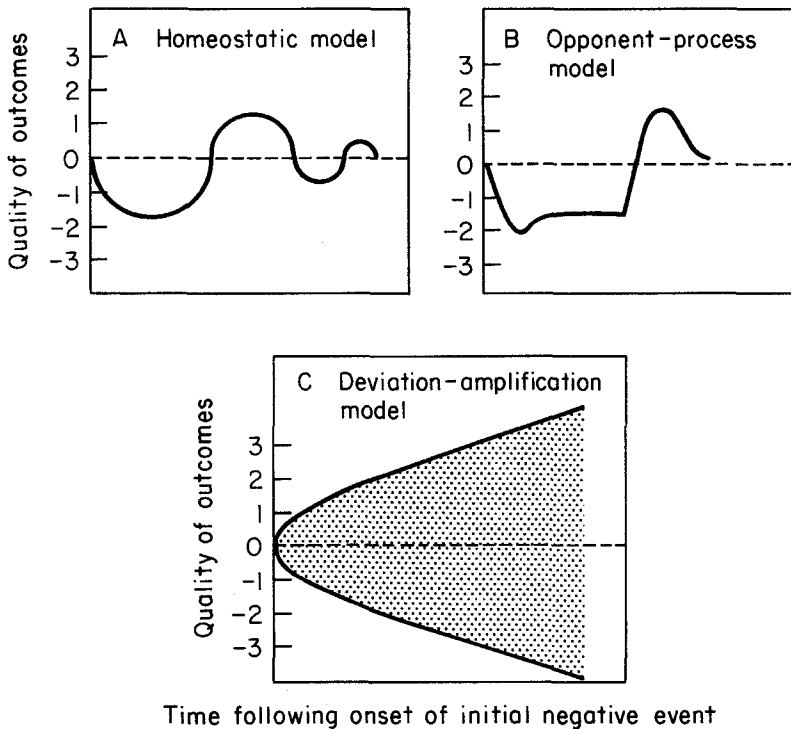 A Homeostatic model
3
2
1
0
-1
-2
-3
Quality of outcomes
B Opponent-process
model
3
2
1
0
-1
-2
-3
C Deviation-amplification
model
3
2
1
0
-1
-2
-3
Quality of outcomes
Time following onset of initial negative event